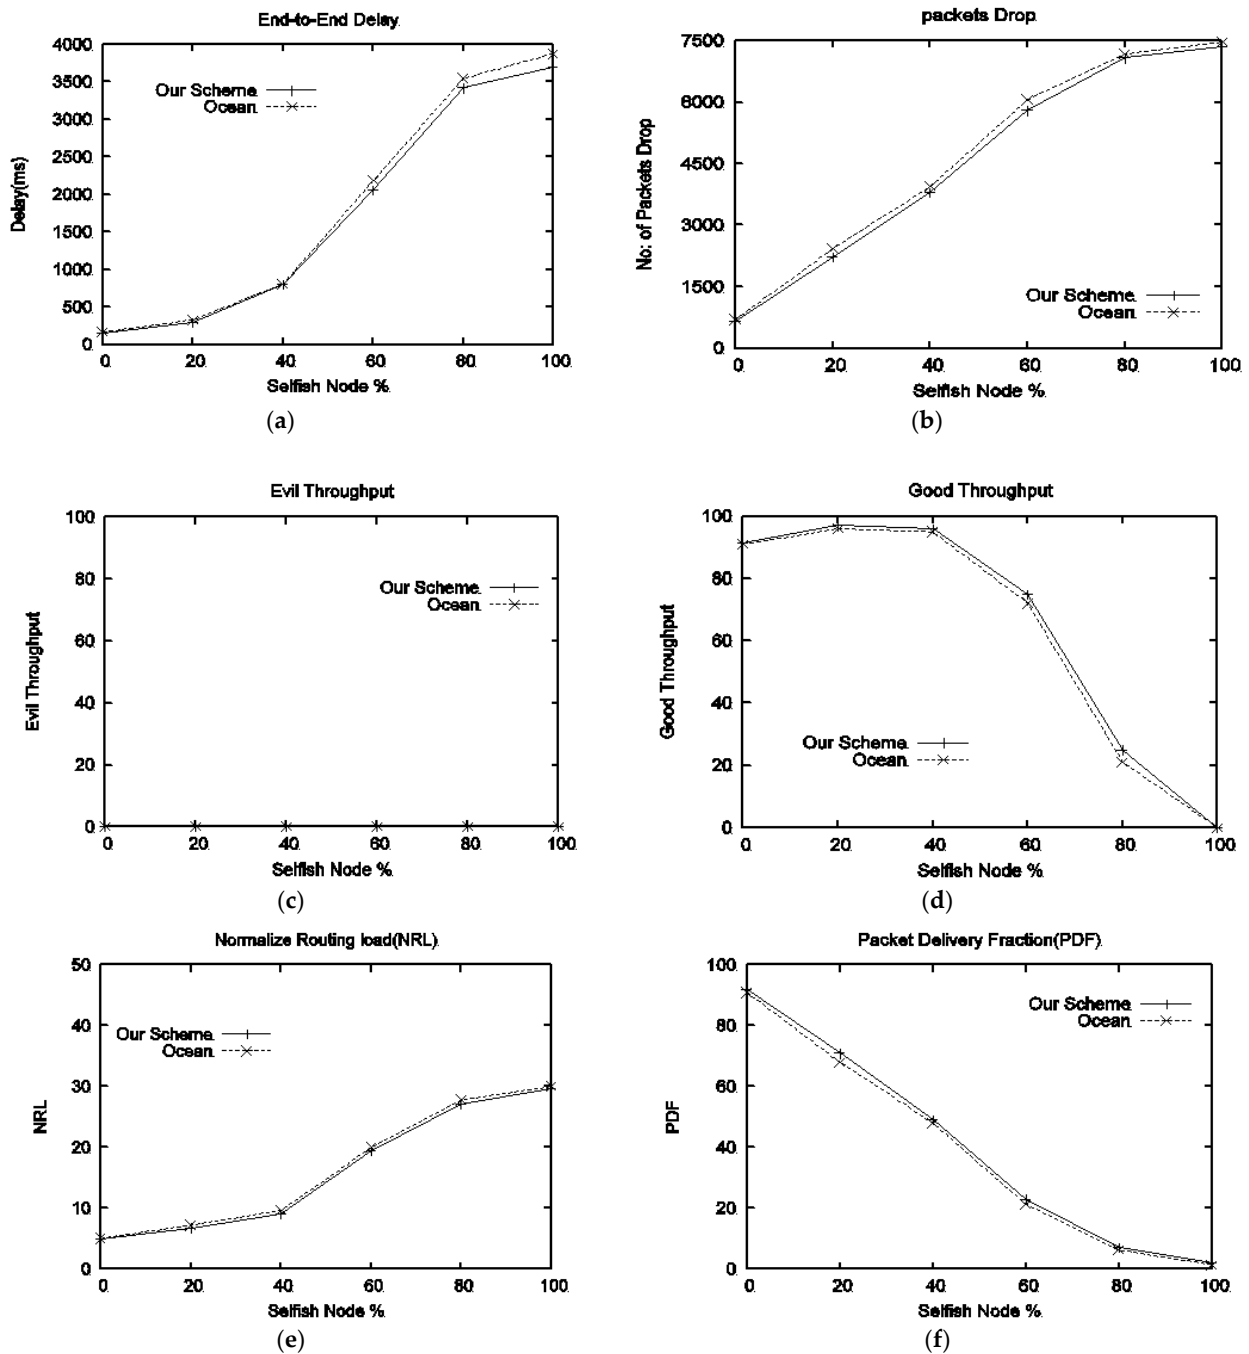 End-to-End Delay
4000
3500
3000
2500
2000
1500
1000
500
0
Our Scheme
Ocean
Delay(ms)
0 20 40 60 80 100
Selfish Node %
(a)
packets Drop
7500
6000
4500
3000
1500
0
No: of Packets Drop
Our Scheme
Ocean
0 20 40 60 80 100
Selfish Node %
(b)
Evil Throughput
100
80
60
40
20
0
Our Scheme
Ocean
Evil Throughput
0 20 40 60 80 100
Selfish Node %
(c)
Good Throughput
100
80
60
40
20
0
Good Throughput
Our Scheme
Ocean
0 20 40 60 80 100
Selfish Node %
(d)
Normalize Routing load(NRL)
50
40
30
20
10
0
Our Scheme
Ocean
NRL
0 20 40 60 80 100
Selfish Node %
(e)
Packet Delivery Fraction(PDF)
100
80
60
40
20
0
Our Scheme
Ocean
PDF
0 20 40 60 80 100
Selfish Node %
(f)